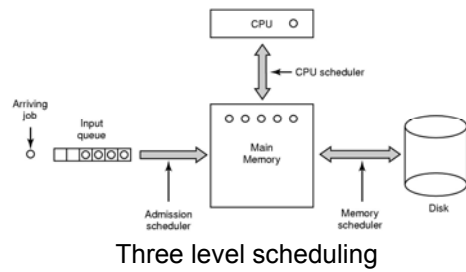 CPU
CPU scheduler
Arriving
job
Input
queue
Main
Memory
Admission
scheduler
Memory
scheduler
Disk
Three level scheduling